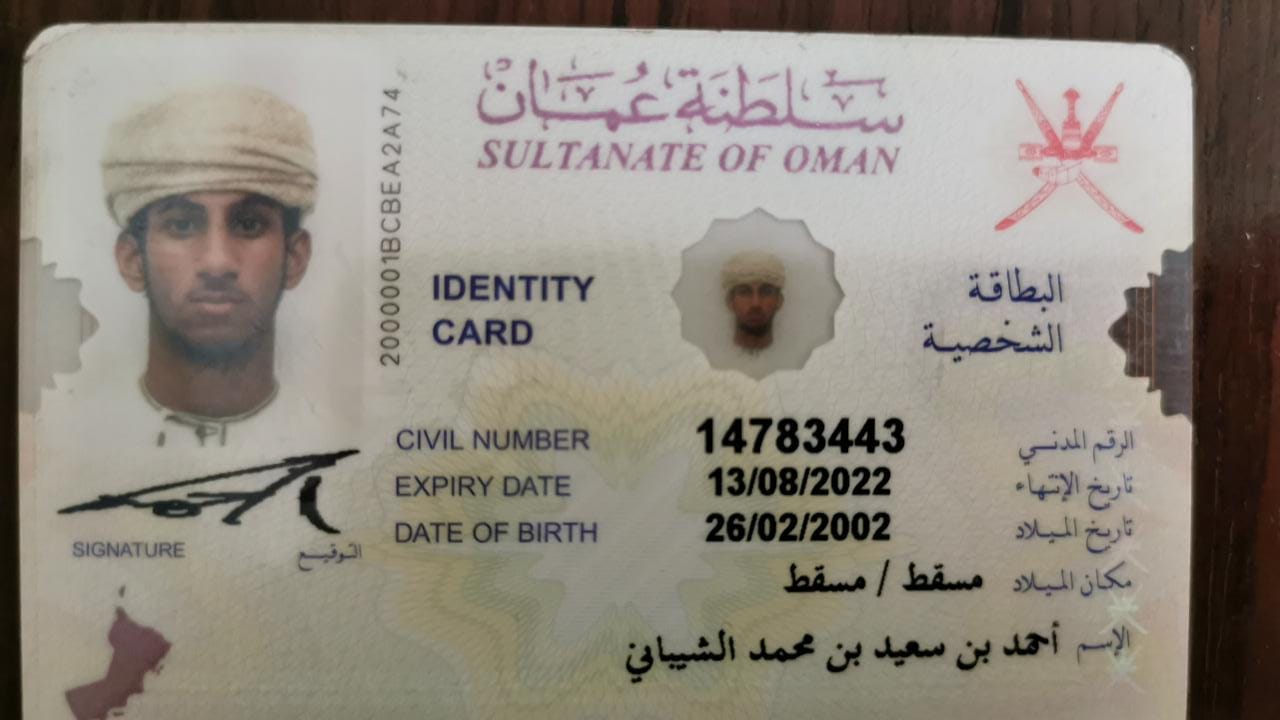 سلطنة عمان
SULTANATE OF OMAN
2000001BCBEA2A74
IDENTITY CARD
البطاقة الشخصية
CIVIL NUMBER 14783443 الرقم المدني
EXPIRY DATE 13/08/2022 تاريخ الإنتهاء
DATE OF BIRTH 26/02/2002 تاريخ الميلاد
مكان الميلاد مسقط / مسقط
الإسم أحمد بن سعيد بن محمد الشيباني
SIGNATURE التوقيع